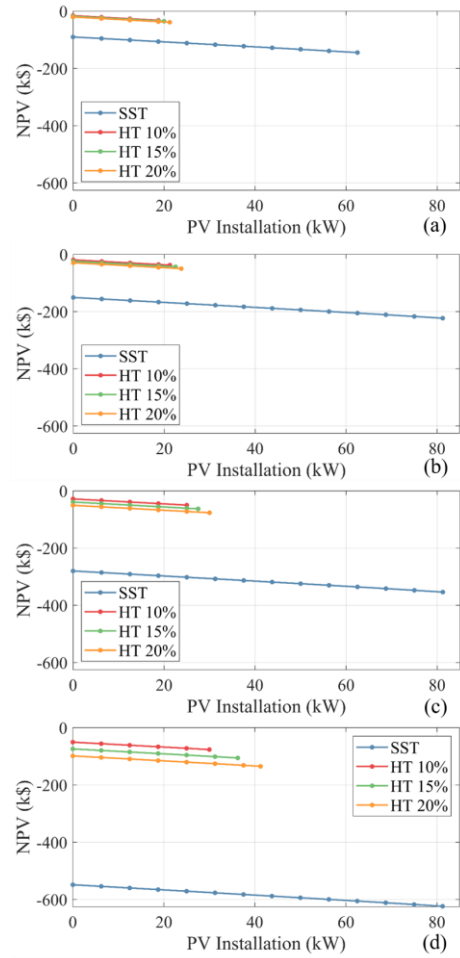 0
-200
-400
-600
NPV (k$)
SST
HT 10%
HT 15%
HT 20%
0 20 40 60 80
PV Installation (kW)
(a)
0
-200
-400
-600
NPV (k$)
SST
HT 10%
HT 15%
HT 20%
0 20 40 60 80
PV Installation (kW)
(b)
0
-200
-400
-600
NPV (k$)
SST
HT 10%
HT 15%
HT 20%
0 20 40 60 80
PV Installation (kW)
(c)
0
-200
-400
-600
NPV (k$)
SST
HT 10%
HT 15%
HT 20%
0 20 40 60 80
PV Installation (kW)
(d)